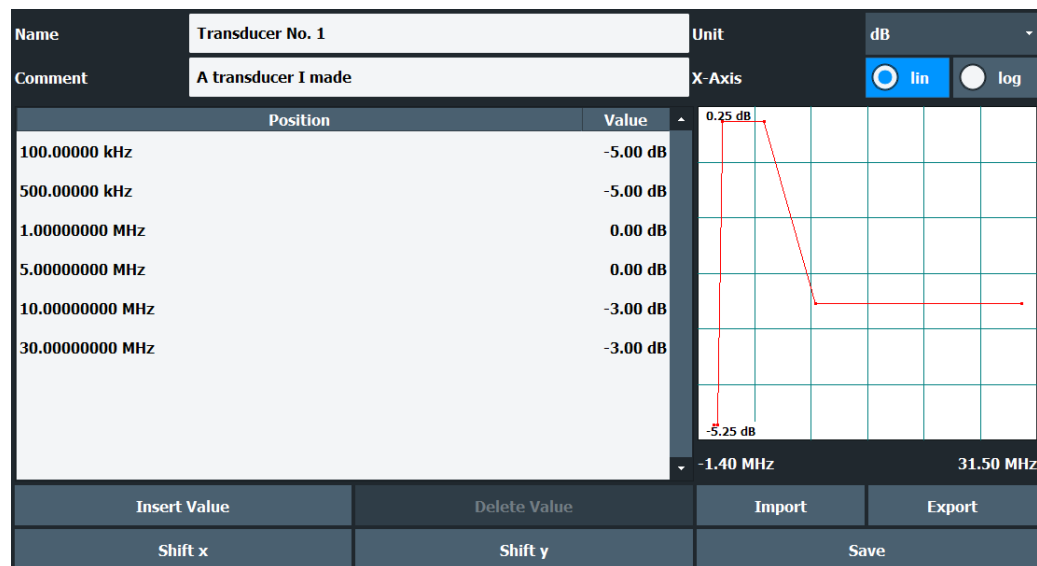 Name Transducer No. 1 Unit dB
Comment A transducer I made X-Axis lin log
Position Value
100.00000 kHz -5.00 dB
500.00000 kHz -5.00 dB
1.00000000 MHz 0.00 dB
5.00000000 MHz 0.00 dB
10.00000000 MHz -3.00 dB
30.00000000 MHz -3.00 dB
0.25 dB
-5.25 dB
-1.40 MHz 31.50 MHz
Insert Value Delete Value Import Export
Shift x Shift y Save